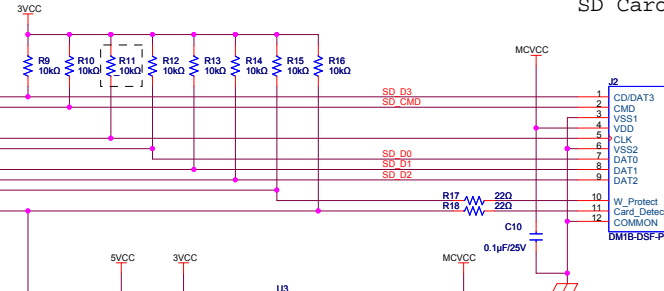 SD Card
3VCC
R9
10kΩ
R10
10kΩ
R11
10kΩ
R12
10kΩ
R13
10kΩ
R14
10kΩ
R15
10kΩ
R16
10kΩ
MCVCC
J2
SD_D3
1
CD/DAT3
SD_CMD
2
CMD
3
VSS1
4
VDD
5
CLK
6
VSS2
SD_D0
7
DAT0
SD_D1
8
DAT1
SD_D2
9
DAT2
R17
22Ω
10
W_Protect
R18
22Ω
11
Card_Detec
12
COMMON
C10
0.1µF/25V
DM1B-DSF-P
5VCC
3VCC
MCVCC
U3